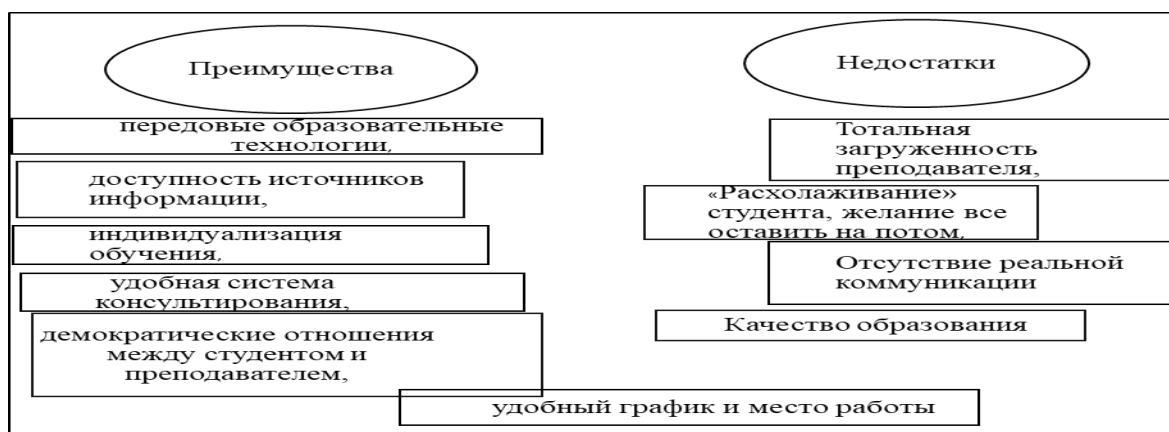 Преимущества
передовые образовательные
технологии,
доступность источников
информации,
индивидуализация
обучения,
удобная система
консультирования,
демократические отношения
между студентом и
преподавателем,
Недостатки
Тотальная
загруженность
преподавателя,
«Расхолаживание»
студента, желание все
оставить на потом,
Отсутствие реальной
коммуникации
Качество образования
удобный график и место работы